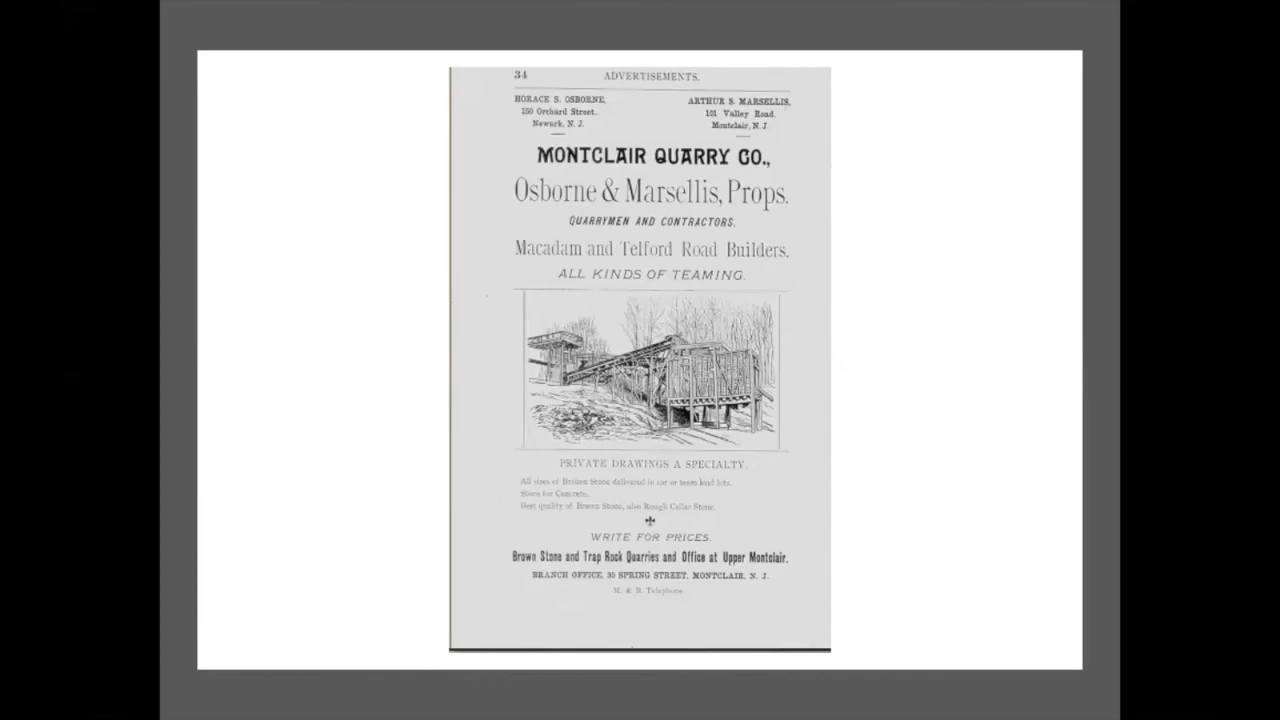 34 ADVERTISEMENTS.
HORACE S. OSBORNE,
150 Orchard Street.
Newark, N. J.
ARTHUR S. MARSELLIS,
101 Valley Road.
Montclair, N. J.
MONTCLAIR QUARRY CO.,
Osborne & Marsellis, Props.
QUARRYMEN AND CONTRACTORS.
Macadam and Telford Road Builders.
ALL KINDS OF TEAMING.
PRIVATE DRAWINGS A SPECIALTY.
All sizes of Broken Stone delivered in car or team load lots.
Stone for Concrete.
Best quality of Brown Stone, also Rough Cellar Stone.
WRITE FOR PRICES.
Brown Stone and Trap Rock Quarries and Office at Upper Montclair.
BRANCH OFFICE, 30 SPRING STREET, MONTCLAIR, N. J.
M. & B. Telephone.